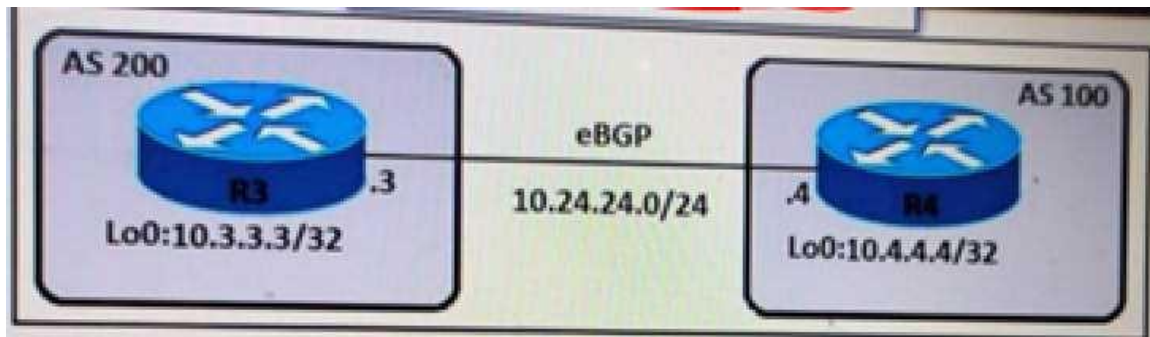 AS 200
R3
.3
Lo0:10.3.3.3/32
eBGP
10.24.24.0/24
AS 100
.4
R4
Lo0:10.4.4.4/32